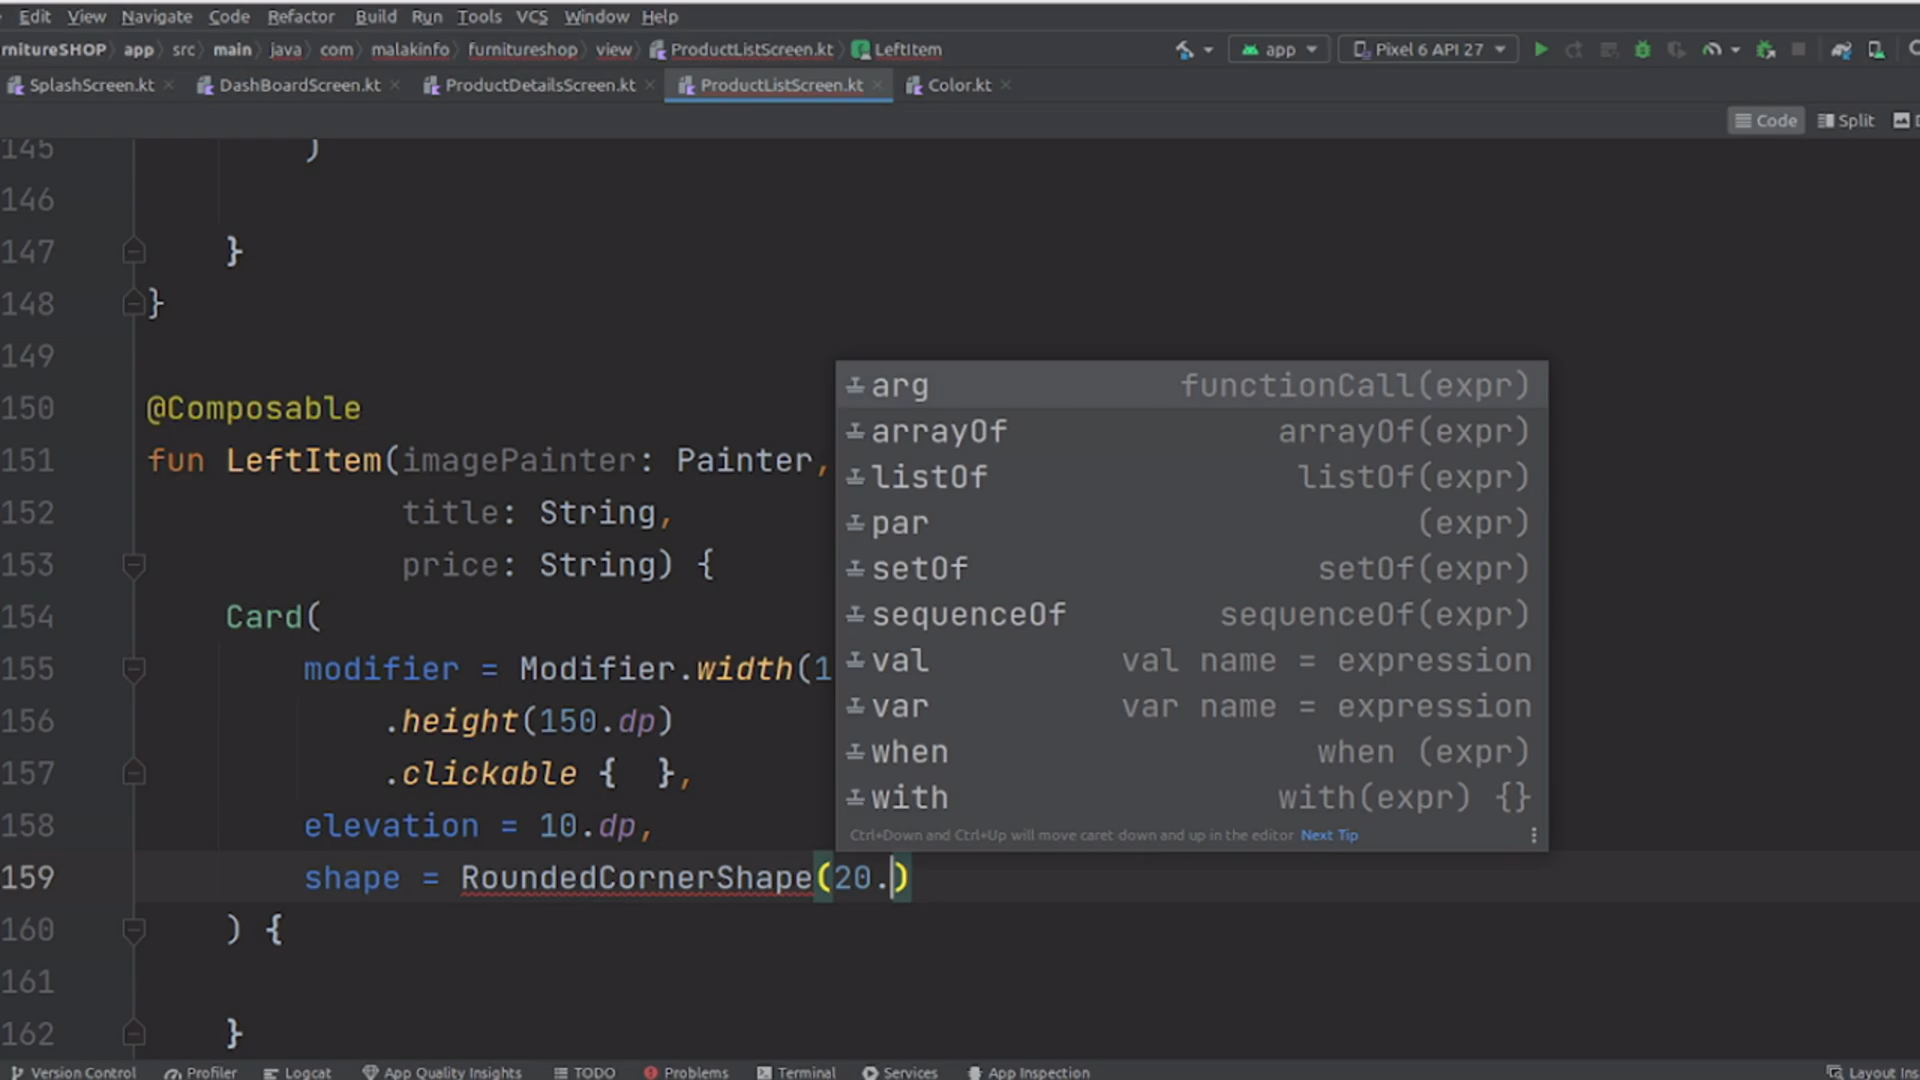 Edit View Navigate Code Refactor Build Run Tools VCS Window Help
rnitureSHOP app src main java com malakinfo furnitureshop view ProductListScreen.kt LeftItem app Pixel 6 API 27
SplashScreen.kt DashBoardScreen.kt ProductDetailsScreen.kt ProductListScreen.kt Color.kt
Code Split
145 )
146
147 }
148 }
149
150 @Composable
151 fun LeftItem(imagePainter: Painter,
152 title: String,
153 price: String) {
154 Card(
155 modifier = Modifier.width(1
156 .height(150.dp)
157 .clickable { },
158 elevation = 10.dp,
159 shape = RoundedCornerShape(20.)
160 ) {
161
162 }
arg functionCall(expr)
arrayOf arrayOf(expr)
listOf listOf(expr)
par (expr)
setOf setOf(expr)
sequenceOf sequenceOf(expr)
val val name = expression
var var name = expression
when when (expr)
with with(expr) {}
Ctrl+Down and Ctrl+Up will move caret down and up in the editor Next Tip
Version Control Profiler Logcat App Quality Insights TODO Problems Terminal Services App Inspection Layout Ins